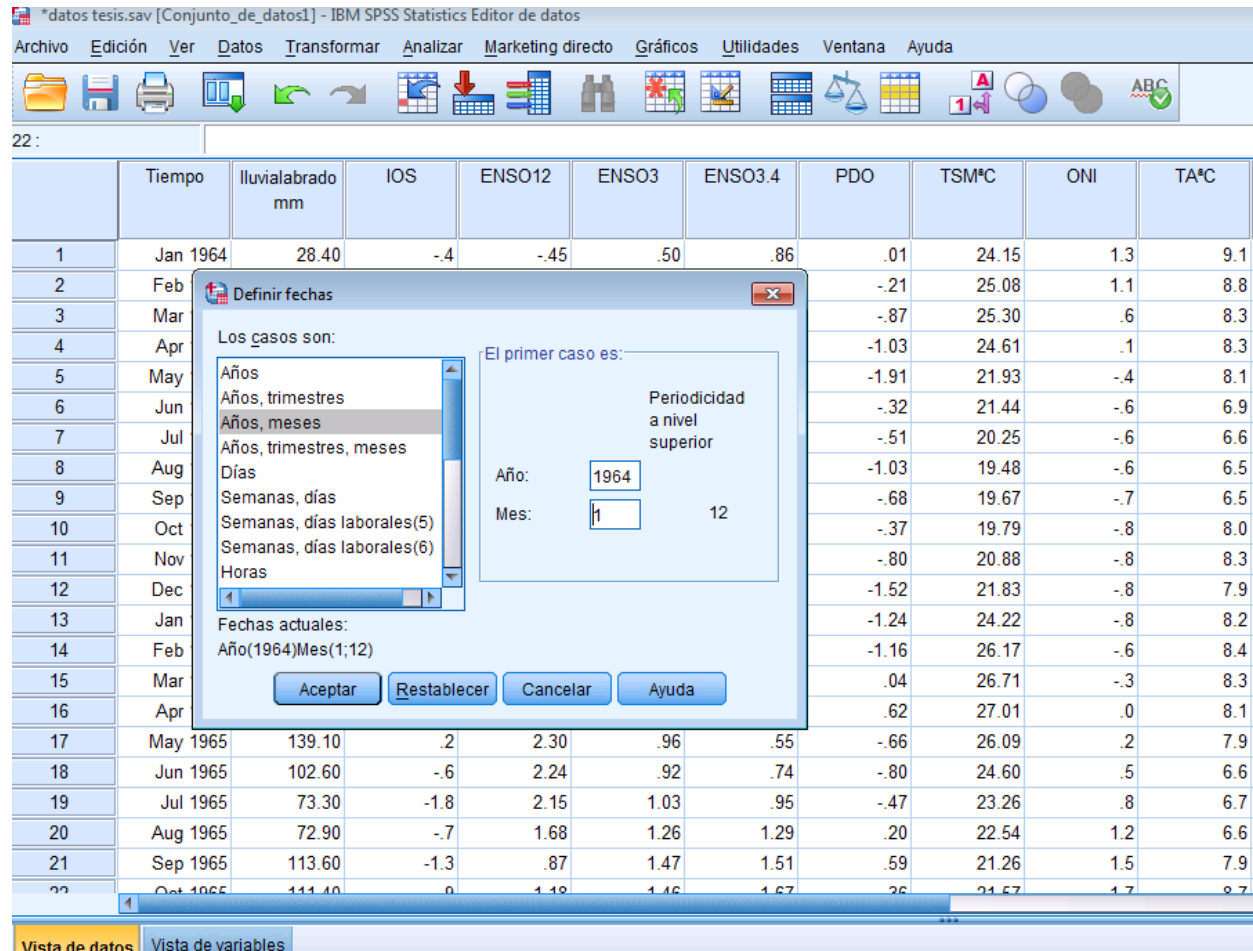 *datos tesis.sav [Conjunto_de_datos1] - IBM SPSS Statistics Editor de datos
Archivo Edición Ver Datos Transformar Analizar Marketing directo Gráficos Utilidades Ventana Ayuda
A
1
ABC
22 :
Tiempo lluvialabrado mm IOS ENSO12 ENSO3 ENSO3.4 PDO TSMªC ONI TAªC
1 Jan 1964 28.40 -.4 -.45 .50 .86 .01 24.15 1.3 9.1
2 Feb -.21 25.08 1.1 8.8
3 Mar -.87 25.30 .6 8.3
4 Apr -1.03 24.61 .1 8.3
5 May -1.91 21.93 -.4 8.1
6 Jun -.32 21.44 -.6 6.9
7 Jul -.51 20.25 -.6 6.6
8 Aug -1.03 19.48 -.6 6.5
9 Sep -.68 19.67 -.7 6.5
10 Oct -.37 19.79 -.8 8.0
11 Nov -.80 20.88 -.8 8.3
12 Dec -1.52 21.83 -.8 7.9
13 Jan -1.24 24.22 -.8 8.2
14 Feb -1.16 26.17 -.6 8.4
15 Mar .04 26.71 -.3 8.3
16 Apr .62 27.01 .0 8.1
17 May 1965 139.10 .2 2.30 .96 .55 -.66 26.09 .2 7.9
18 Jun 1965 102.60 -.6 2.24 .92 .74 -.80 24.60 .5 6.6
19 Jul 1965 73.30 -1.8 2.15 1.03 .95 -.47 23.26 .8 6.7
20 Aug 1965 72.90 -.7 1.68 1.26 1.29 .20 22.54 1.2 6.6
21 Sep 1965 113.60 -1.3 .87 1.47 1.51 .59 21.26 1.5 7.9
Definir fechas
Los casos son:
Años
Años, trimestres
Años, meses
Años, trimestres, meses
Días
Semanas, días
Semanas, días laborales(5)
Semanas, días laborales(6)
Horas
Fechas actuales:
Año(1964)Mes(1;12)
El primer caso es:
Periodicidad
a nivel
superior
Año: 1964
Mes: 1 12
Aceptar Restablecer Cancelar Ayuda
Vista de datos Vista de variables